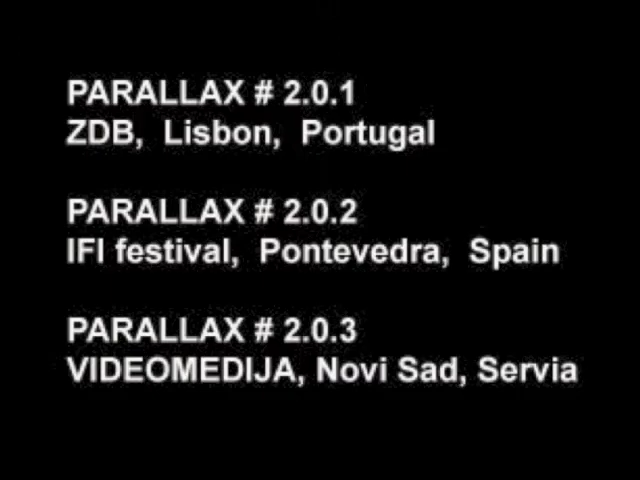 PARALLAX # 2.0.1
ZDB, Lisbon, Portugal
PARALLAX # 2.0.2
IFI festival, Pontevedra, Spain
PARALLAX # 2.0.3
VIDEOMEDIJA, Novi Sad, Servia